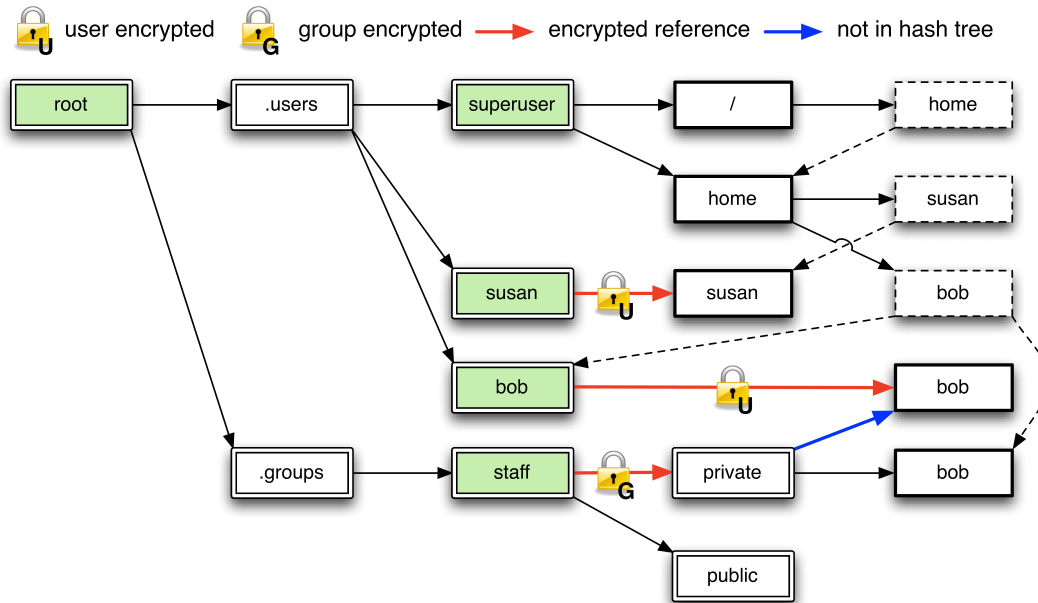 user encrypted group encrypted encrypted reference not in hash tree
U G
root .users superuser / home
home susan
susan U susan bob
bob U bob
.groups staff G private bob
public